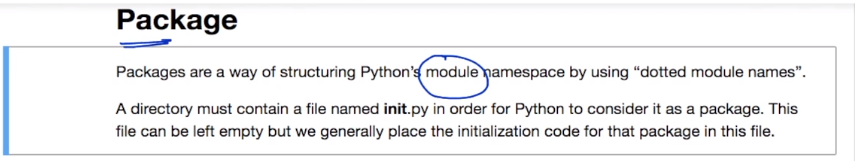 Package
Packages are a way of structuring Python's module namespace by using “dotted module names”.
A directory must contain a file named init.py in order for Python to consider it as a package. This
file can be left empty but we generally place the initialization code for that package in this file.